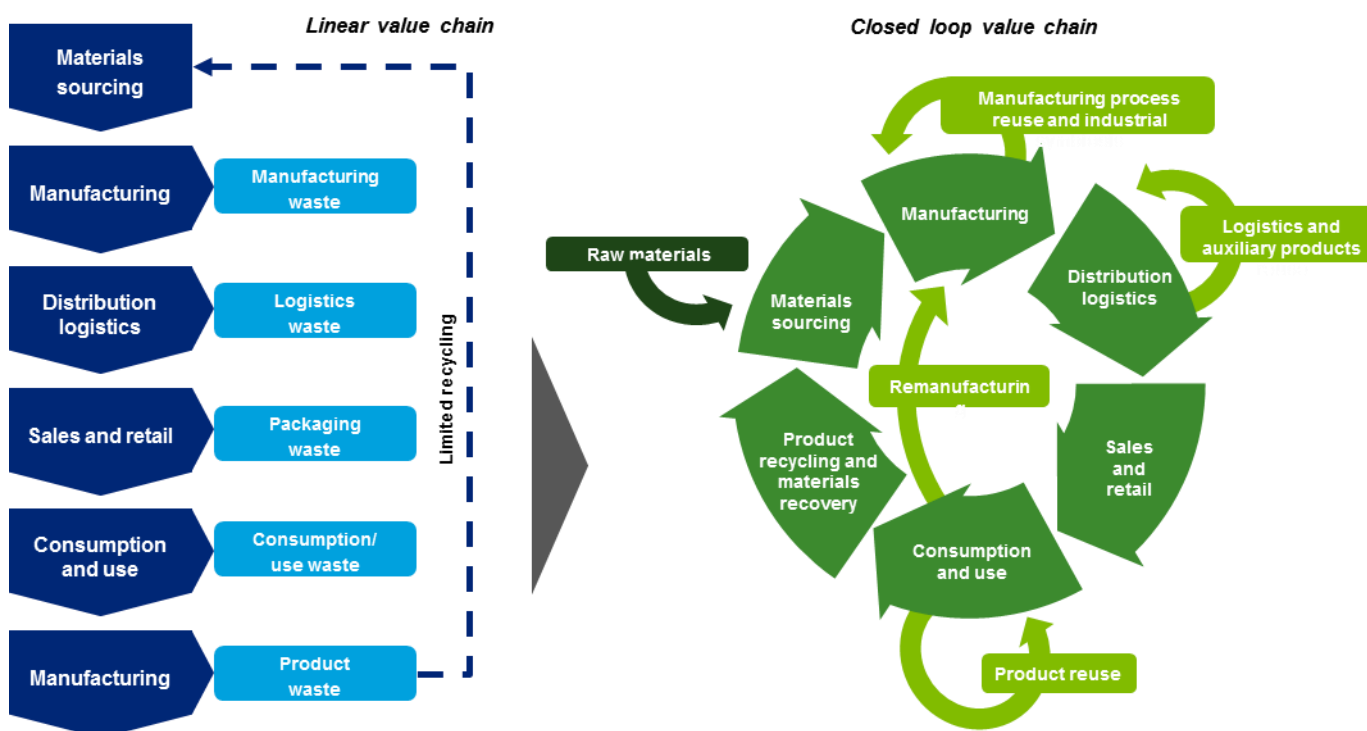 Linear value chain
Materials
sourcing
Manufacturing
Manufacturing
waste
Distribution
logistics
Logistics
waste
Sales and retail
Packaging
waste
Consumption
and use
Consumption/
use waste
Manufacturing
Product
waste
Limited recycling
Closed loop value chain
Manufacturing process
reuse and industrial
Manufacturing
Logistics and
auxiliary products
Distribution
logistics
Raw materials
Materials
sourcing
Remanufacturin
Product
recycling and
materials
recovery
Sales
and
retail
Consumption
and use
Product reuse